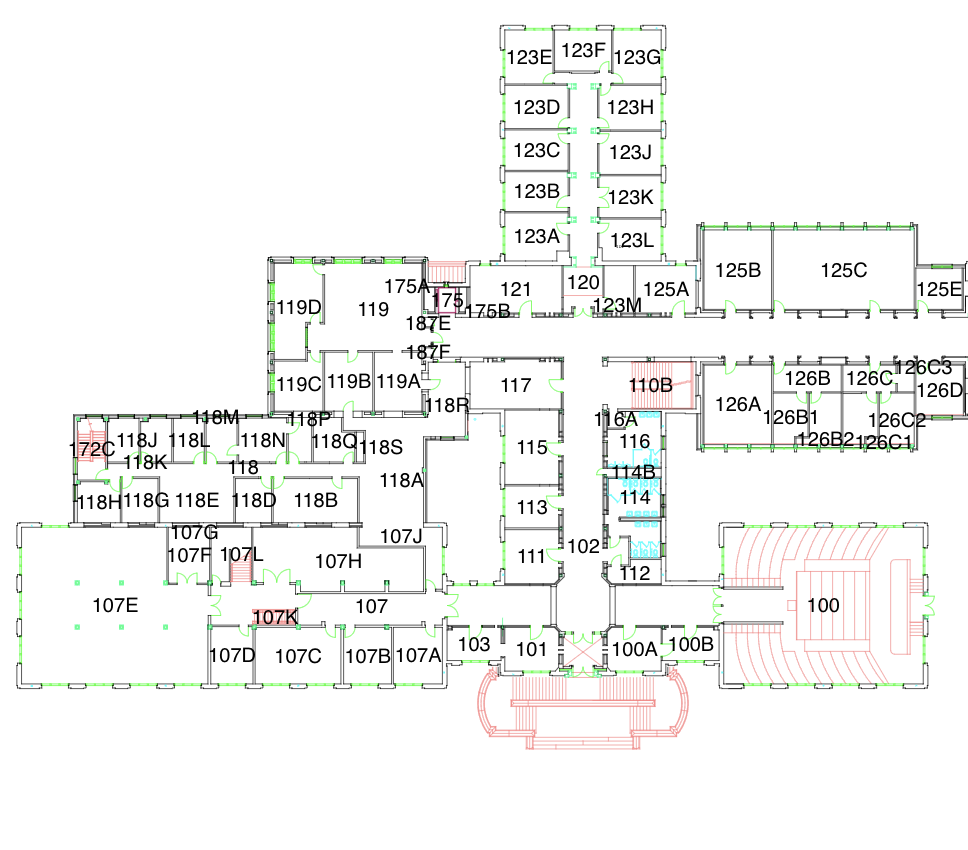 123E 123F 123G
123D 123H
123C 123J
123B 123K
123A 123L
125B 125C
119D 119 175A 175 175B 121 120 123M 125A 125E
187E
187F
119C 119B 119A 118R 117 110B 126B 126C 126C3 126D
126A 126B1 126B2 126C2 126C1
118M 118P 116A
172C 118J 118L 118N 118Q 118S 115 116
118K 118 118A 114B
118H 118G 118E 118D 118B 113 114
107G 107J
107F 107L 107H 111 102 112
107E 107K 107 100
107D 107C 107B 107A 103 101 100A 100B